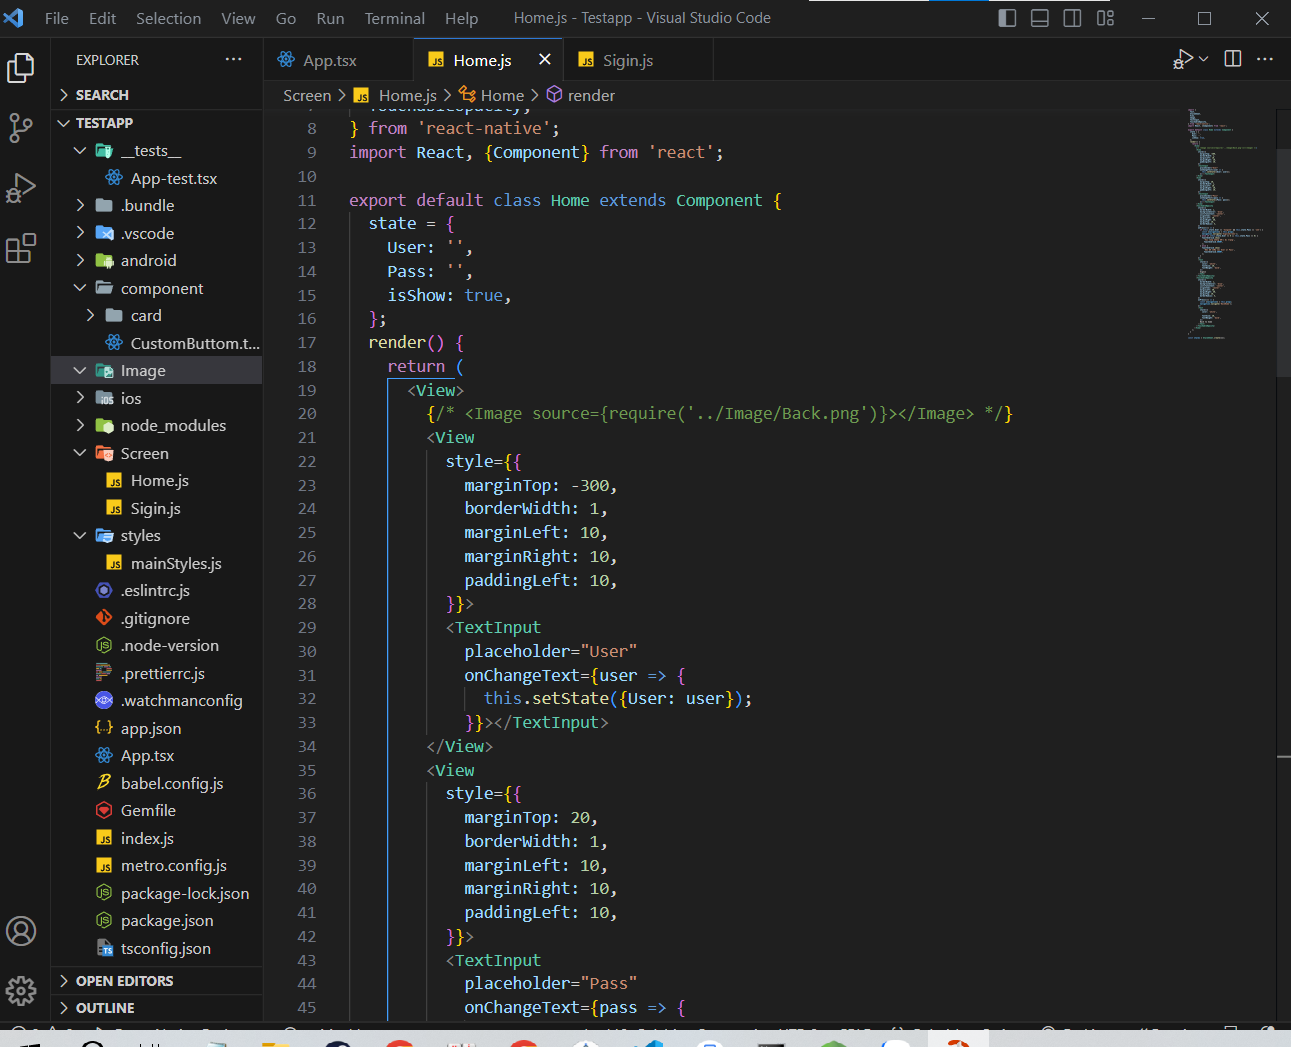 File Edit Selection View Go Run Terminal Help Home.js - Testapp - Visual Studio Code
EXPLORER
SEARCH
TESTAPP
__tests__
App-test.tsx
.bundle
.vscode
android
component
card
CustomButtom.t...
Image
ios
node_modules
Screen
Home.js
Sigin.js
styles
mainStyles.js
.eslintrc.js
.gitignore
.node-version
.prettierrc.js
.watchmanconfig
app.json
App.tsx
babel.config.js
Gemfile
index.js
metro.config.js
package-lock.json
package.json
tsconfig.json
OPEN EDITORS
OUTLINE
App.tsx Home.js Sigin.js
Screen > Home.js > Home > render
8 } from 'react-native';
9 import React, {Component} from 'react';
10
11 export default class Home extends Component {
12 state = {
13 User: '',
14 Pass: '',
15 isShow: true,
16 };
17 render() {
18 return (
19 <View>
20 {/* <Image source={require('../Image/Back.png')}></Image> */}
21 <View
22 style={{
23 marginTop: -300,
24 borderWidth: 1,
25 marginLeft: 10,
26 marginRight: 10,
27 paddingLeft: 10,
28 }}>
29 <TextInput
30 placeholder="User"
31 onChangeText={user => {
32 this.setState({User: user});
33 }}></TextInput>
34 </View>
35 <View
36 style={{
37 marginTop: 20,
38 borderWidth: 1,
39 marginLeft: 10,
40 marginRight: 10,
41 paddingLeft: 10,
42 }}>
43 <TextInput
44 placeholder="Pass"
45 onChangeText={pass => {